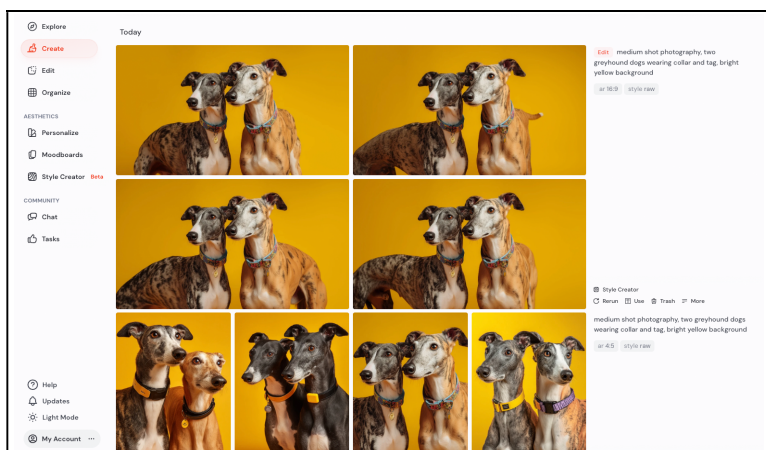 Explore
Create
Edit
Organize
AESTHETICS
Personalize
Moodboards
Style Creator Beta
COMMUNITY
Chat
Tasks
Help
Updates
Light Mode
My Account ...
Today
Edit medium shot photography, two
greyhound dogs wearing collar and tag, bright
yellow background
ar 16:9 style raw
Style Creator
Rerun Use Trash More
medium shot photography, two greyhound dogs
wearing collar and tag, bright yellow background
ar 4:5 style raw